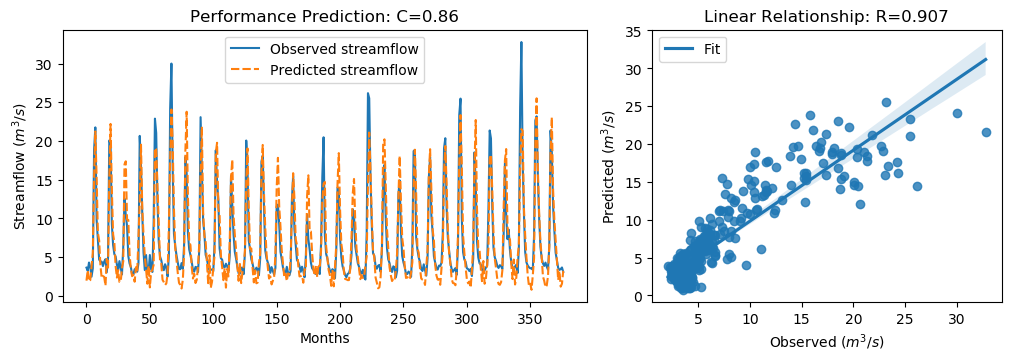 Performance Prediction: C=0.86
Observed streamflow
Predicted streamflow
Streamflow (m³/s)
30
25
20
15
10
5
0
0 50 100 150 200 250 300 350
Months
Linear Relationship: R=0.907
Fit
Predicted (m³/s)
35
30
25
20
15
10
5
0
5 10 15 20 25 30
Observed (m³/s)